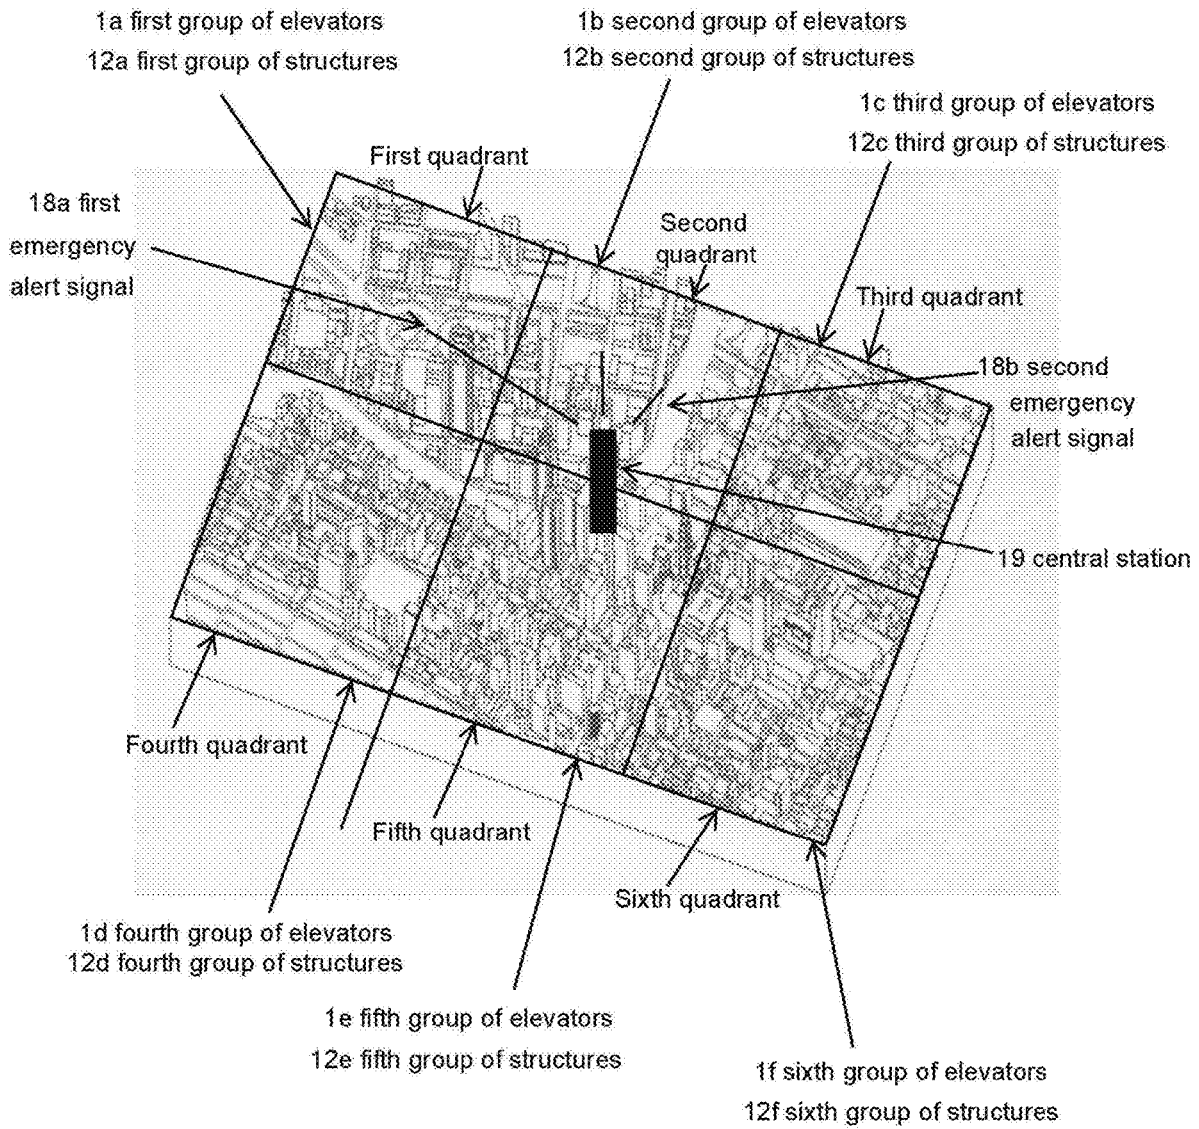 1a first group of elevators
12a first group of structures
1b second group of elevators
12b second group of structures
1c third group of elevators
12c third group of structures
First quadrant
18a first
emergency
alert signal
Second
quadrant
Third quadrant
18b second
emergency
alert signal
19 central station
Fourth quadrant
Fifth quadrant
Sixth quadrant
1d fourth group of elevators
12d fourth group of structures
1e fifth group of elevators
12e fifth group of structures
1f sixth group of elevators
12f sixth group of structures